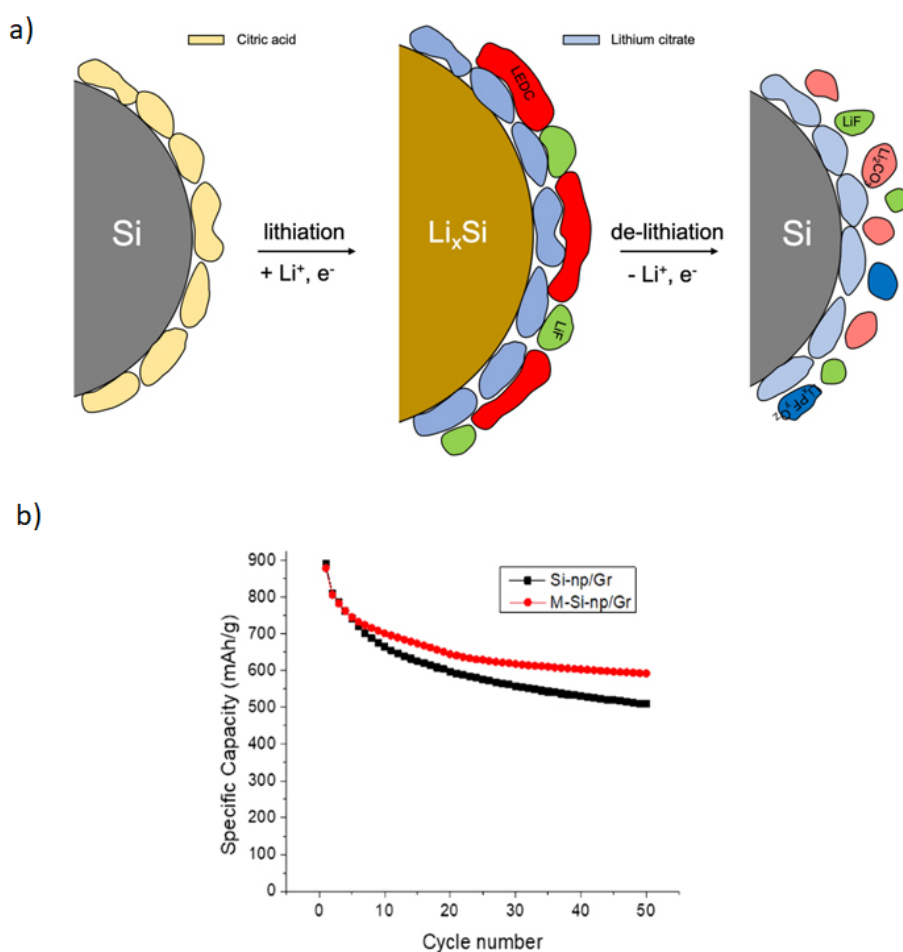 a)
Citric acid
Lithium citrate
Si
lithiation
+ Li⁺, e⁻
LiₓSi
LEDC
LiF
de-lithiation
- Li⁺, e⁻
Si
LiF
b)
Specific Capacity (mAh/g)
900
800
700
600
500
400
300
200
100
0
Si-np/Gr
M-Si-np/Gr
0
10
20
30
40
50
Cycle number